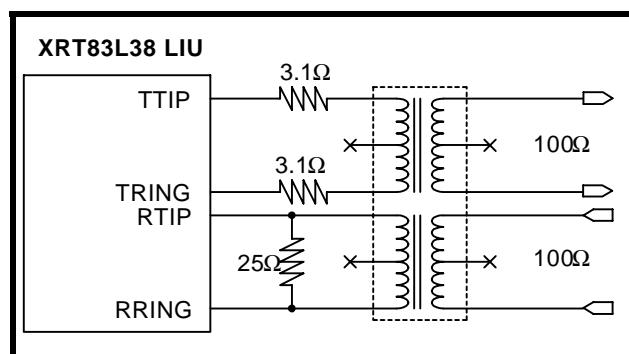 XRT83L38 LIU
3.1Ω
TTIP
100Ω
3.1Ω
TRING
RTIP
25Ω
100Ω
RRING